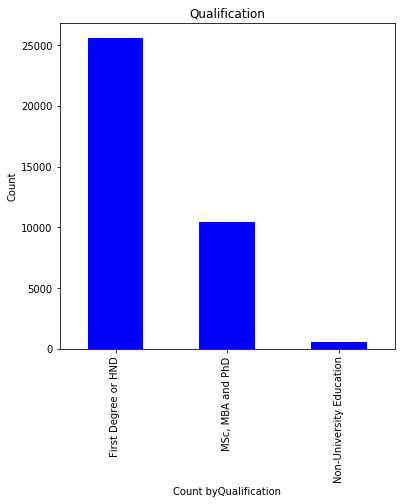 Qualification
25000
20000
15000
10000
5000
0
Count
First Degree or HND
MSc, MBA and PhD
Non-University Education
Count byQualification